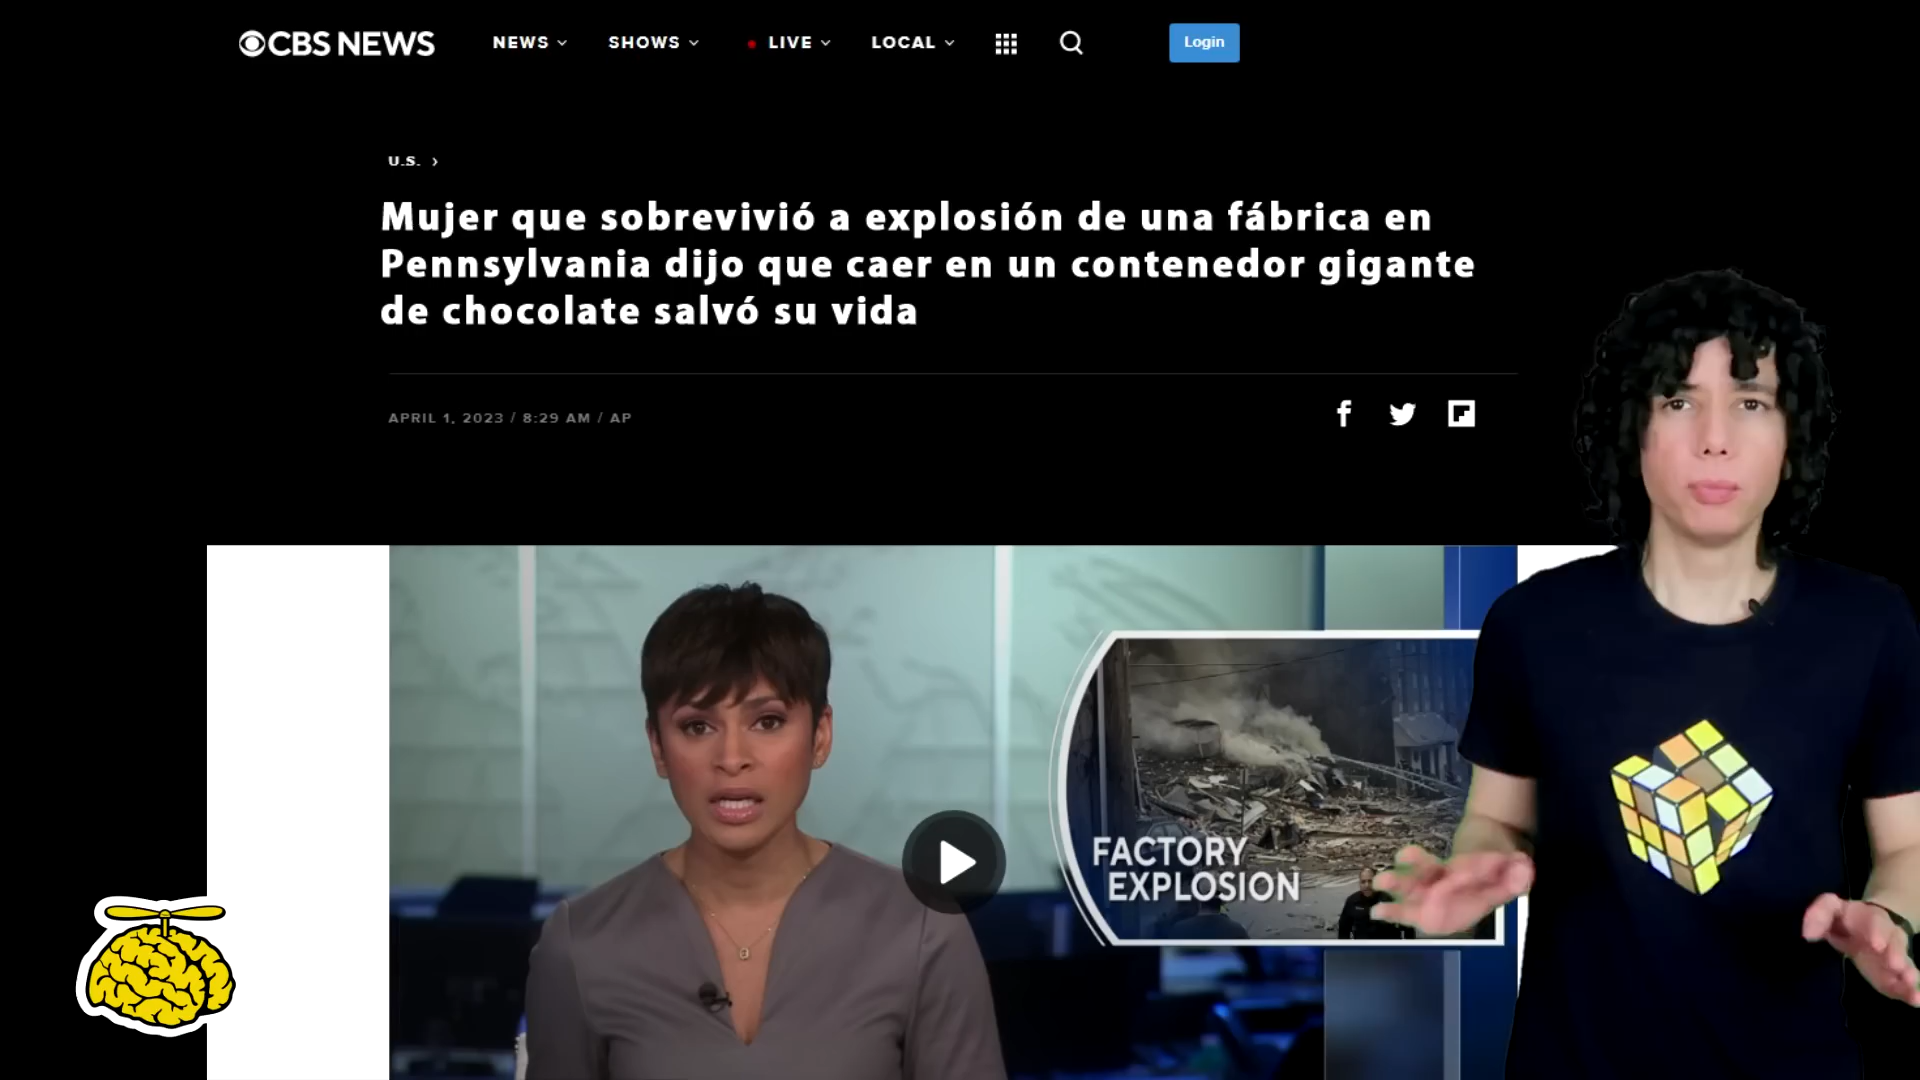 CBS NEWS
NEWS SHOWS LIVE LOCAL Login
U.S. ›
Mujer que sobrevivió a explosión de una fábrica en
Pennsylvania dijo que caer en un contenedor gigante
de chocolate salvó su vida
APRIL 1, 2023 / 8:29 AM / AP
FACTORY
EXPLOSION